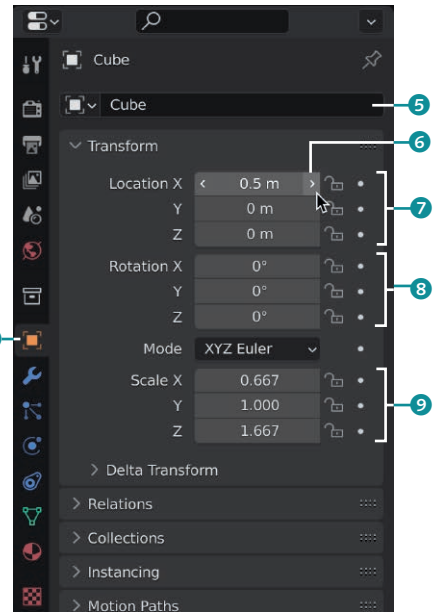 Cube
Cube
5
6
Transform
Location X 0.5 m
7
Y 0 m
Z 0 m
Rotation X 0°
8
Y 0°
Z 0°
Mode XYZ Euler
Scale X 0.667
9
Y 1.000
Z 1.667
Delta Transform
Relations
Collections
Instancing
Motion Paths